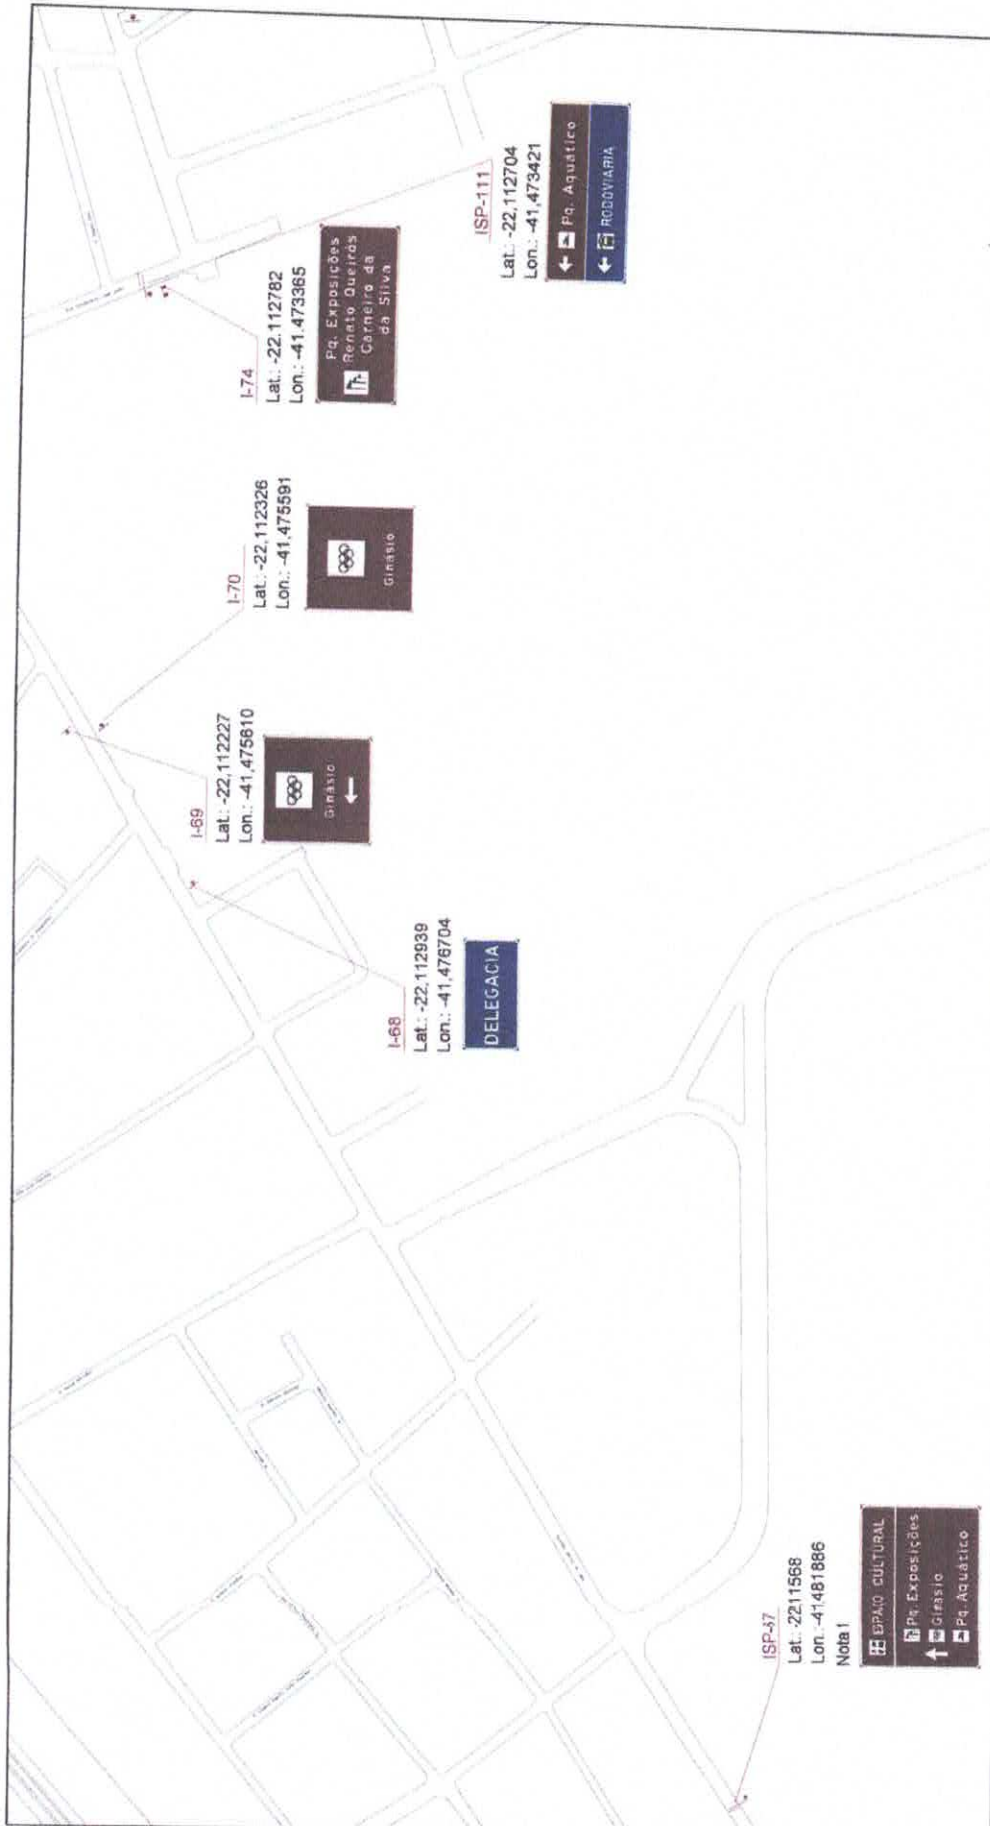 ISP-67
Lat.: -2211568
Lon.: -41481886
Nota 1
ESPAÇO CULTURAL
Pq. Exposições
Ginásio
Pq. Aquático
I-68
Lat.: -22,112939
Lon.: -41,476704
DELEGACIA
I-69
Lat.: -22,112227
Lon.: -41,475610
Ginásio
I-70
Lat.: -22,112326
Lon.: -41,475591
Ginásio
I-74
Lat.: -22.112782
Lon.: -41.473365
Pq. Exposições
Renato Queirós
Carneiro da
da Silva
ISP-111
Lat.: -22,112704
Lon.: -41,473421
Pq. Aquático
RODOVIARIA